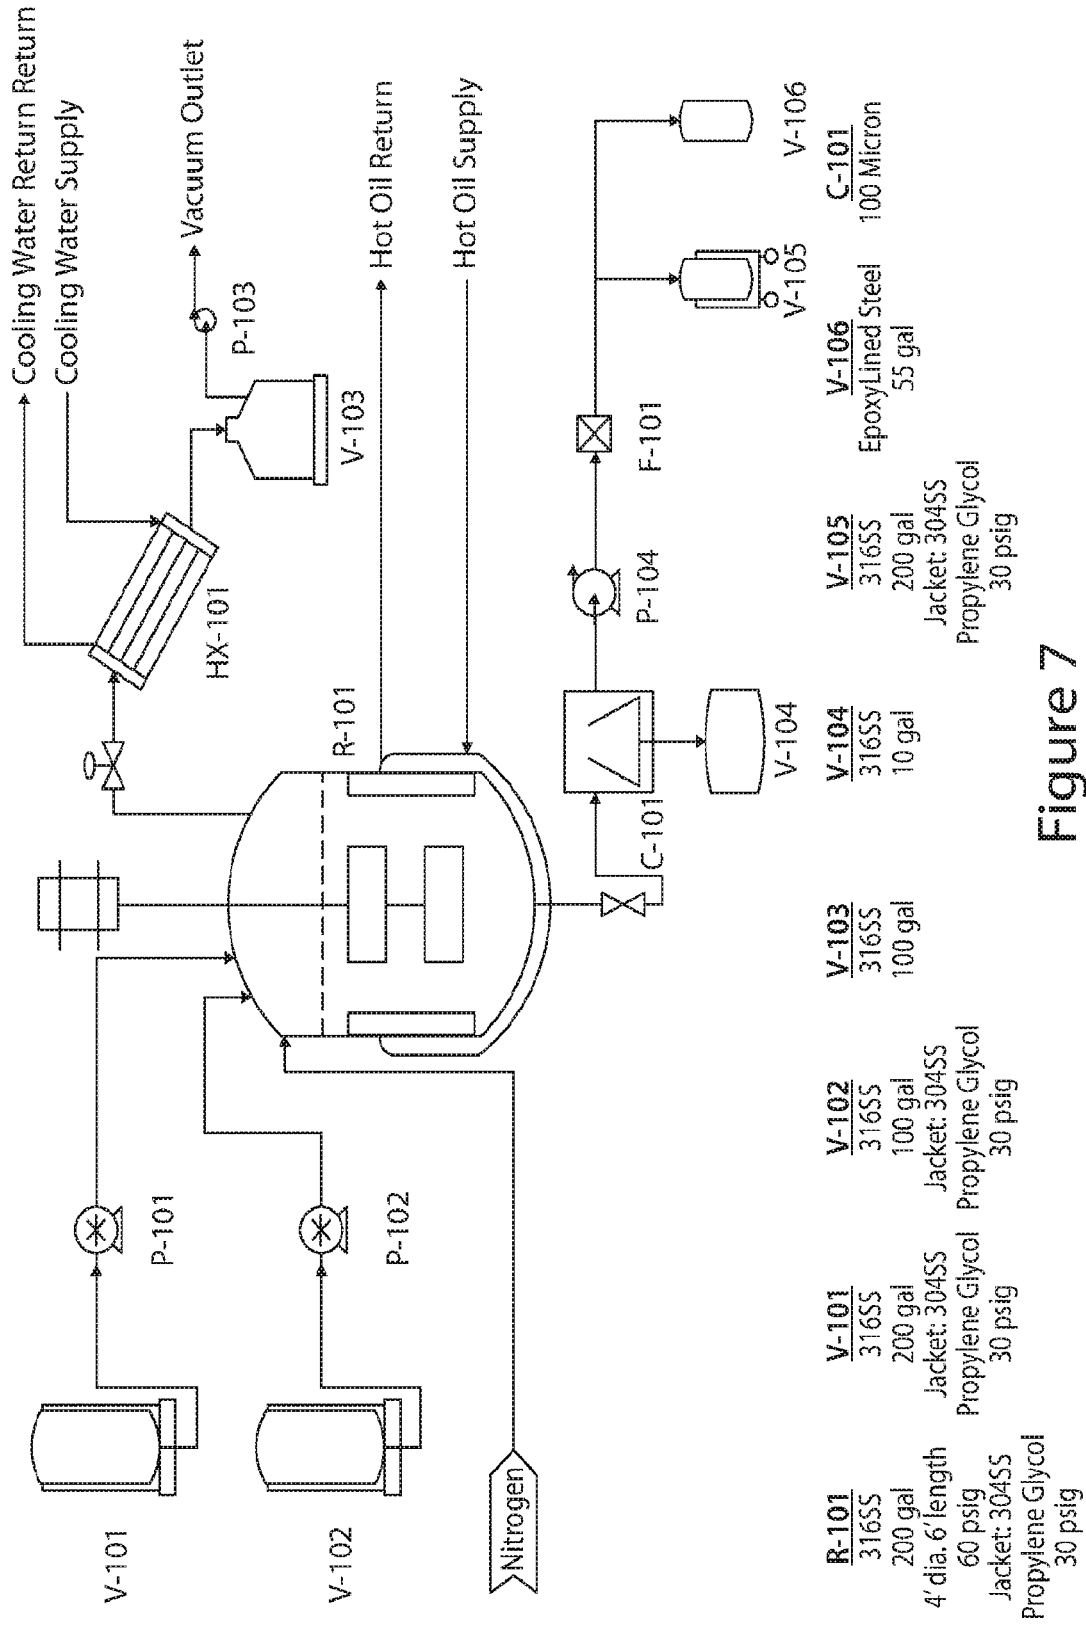 Cooling Water Return Return
Cooling Water Supply
Vacuum Outlet
P-103
V-103
HX-101
Hot Oil Return
Hot Oil Supply
R-101
V-101
P-101
V-102
P-102
Nitrogen
C-101
V-104
P-104
F-101
V-105
V-106
R-101
316SS
200 gal
4' dia. 6' length
60 psig
Jacket: 304SS
Propylene Glycol
30 psig
V-101
316SS
200 gal
Jacket: 304SS
Propylene Glycol
30 psig
V-102
316SS
100 gal
Jacket: 304SS
Propylene Glycol
30 psig
V-103
316SS
100 gal
V-104
316SS
10 gal
V-105
316SS
200 gal
Jacket: 304SS
Propylene Glycol
30 psig
V-106
EpoxyLined Steel
55 gal
C-101
100 Micron
Figure 7